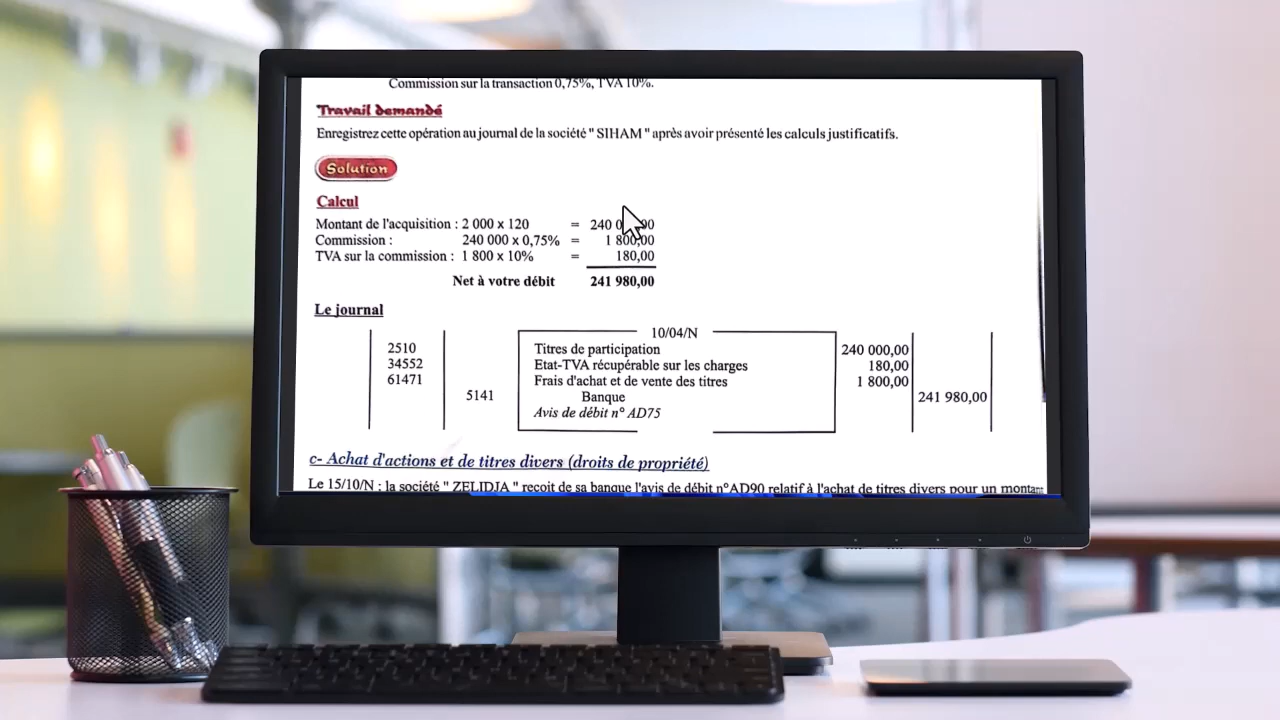 Commission sur la transaction 0,75%, TVA 10%.
Travail demandé
Enregistrez cette opération au journal de la société " SIHAM " après avoir présenté les calculs justificatifs.
Solution
Calcul
Montant de l'acquisition : 2 000 x 120 = 240 0 00
Commission : 240 000 x 0,75% = 1 800,00
TVA sur la commission : 1 800 x 10% = 180,00
Net à votre débit 241 980,00
Le journal
10/04/N
2510 Titres de participation 240 000,00
34552 Etat-TVA récupérable sur les charges 180,00
61471 Frais d'achat et de vente des titres 1 800,00
5141 Banque 241 980,00
Avis de débit n° AD75
c- Achat d'actions et de titres divers (droits de propriété)
Le 15/10/N : la société " ZELIDJA " reçoit de sa banque l'avis de débit n°AD90 relatif à l'achat de titres divers pour un montant